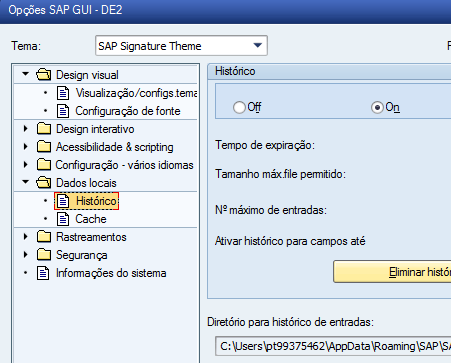 Opções SAP GUI - DE2
Tema:
SAP Signature Theme
Design visual
Visualização/configs.tema
Configuração de fonte
Design interativo
Acessibilidade & scripting
Configuração - vários idiomas
Dados locais
Histórico
Cache
Rastreamentos
Segurança
Informações do sistema
Histórico
Off On
Tempo de expiração:
Tamanho máx.file permitido:
Nº máximo de entradas:
Ativar histórico para campos até
Eliminar histór
Diretório para histórico de entradas:
C:\Users\pt99375462\AppData\Roaming\SAP\SA